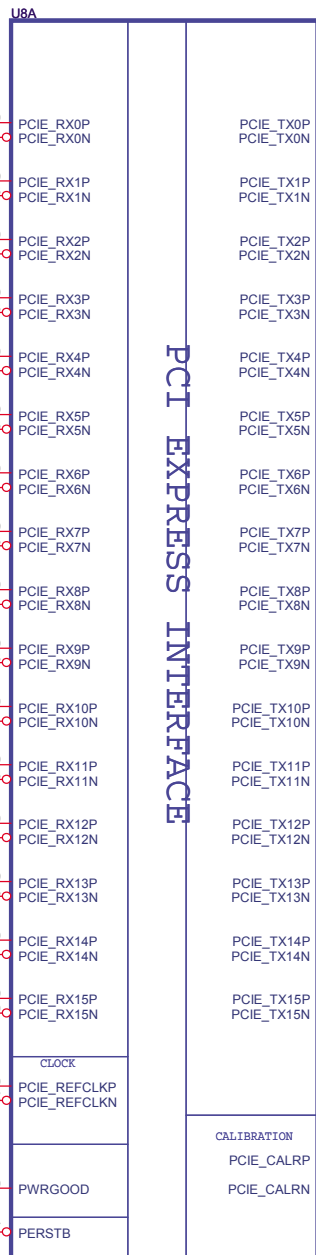 U8A
PCIE_RX0P
PCIE_RX0N
PCIE_RX1P
PCIE_RX1N
PCIE_RX2P
PCIE_RX2N
PCIE_RX3P
PCIE_RX3N
PCIE_RX4P
PCIE_RX4N
PCIE_RX5P
PCIE_RX5N
PCIE_RX6P
PCIE_RX6N
PCIE_RX7P
PCIE_RX7N
PCIE_RX8P
PCIE_RX8N
PCIE_RX9P
PCIE_RX9N
PCIE_RX10P
PCIE_RX10N
PCIE_RX11P
PCIE_RX11N
PCIE_RX12P
PCIE_RX12N
PCIE_RX13P
PCIE_RX13N
PCIE_RX14P
PCIE_RX14N
PCIE_RX15P
PCIE_RX15N
CLOCK
PCIE_REFCLKP
PCIE_REFCLKN
PWRGOOD
PERSTB
PCI EXPRESS INTERFACE
PCIE_TX0P
PCIE_TX0N
PCIE_TX1P
PCIE_TX1N
PCIE_TX2P
PCIE_TX2N
PCIE_TX3P
PCIE_TX3N
PCIE_TX4P
PCIE_TX4N
PCIE_TX5P
PCIE_TX5N
PCIE_TX6P
PCIE_TX6N
PCIE_TX7P
PCIE_TX7N
PCIE_TX8P
PCIE_TX8N
PCIE_TX9P
PCIE_TX9N
PCIE_TX10P
PCIE_TX10N
PCIE_TX11P
PCIE_TX11N
PCIE_TX12P
PCIE_TX12N
PCIE_TX13P
PCIE_TX13N
PCIE_TX14P
PCIE_TX14N
PCIE_TX15P
PCIE_TX15N
CALIBRATION
PCIE_CALRP
PCIE_CALRN